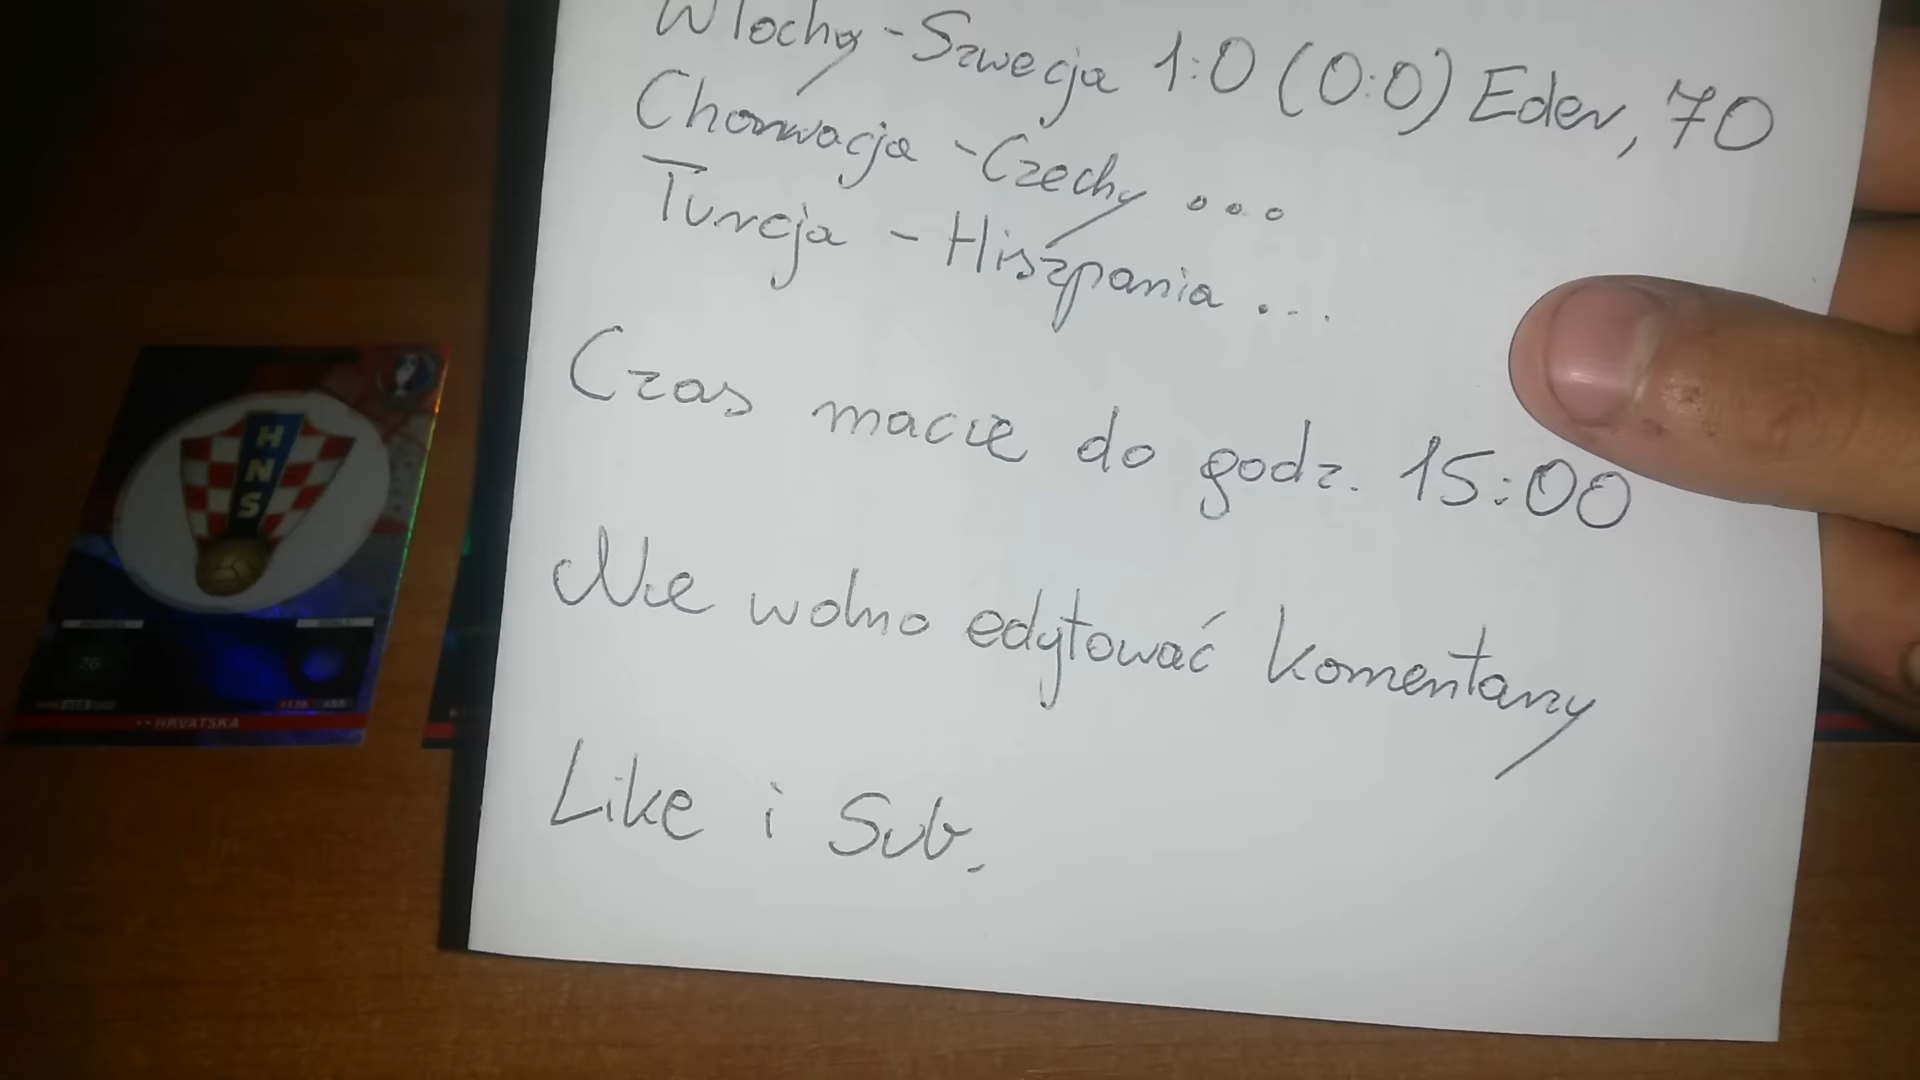 Włochy - Szwecja 1:0 (0:0) Eder, 70
Chorwacja - Czechy ...
Turcja - Hiszpania ...
Czas macie do godz. 15:00
Nie wolno edytować komentarzy
Like i Sub.
HNS
76
HRVATSKA